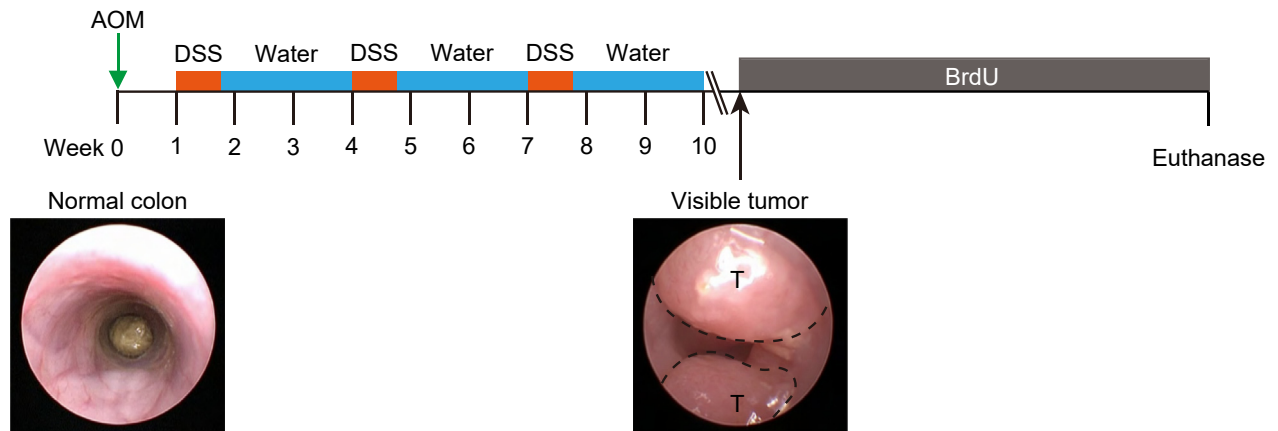 AOM
DSS Water DSS Water DSS Water
BrdU
Week 0 1 2 3 4 5 6 7 8 9 10
Euthanase
Normal colon
Visible tumor
T
T